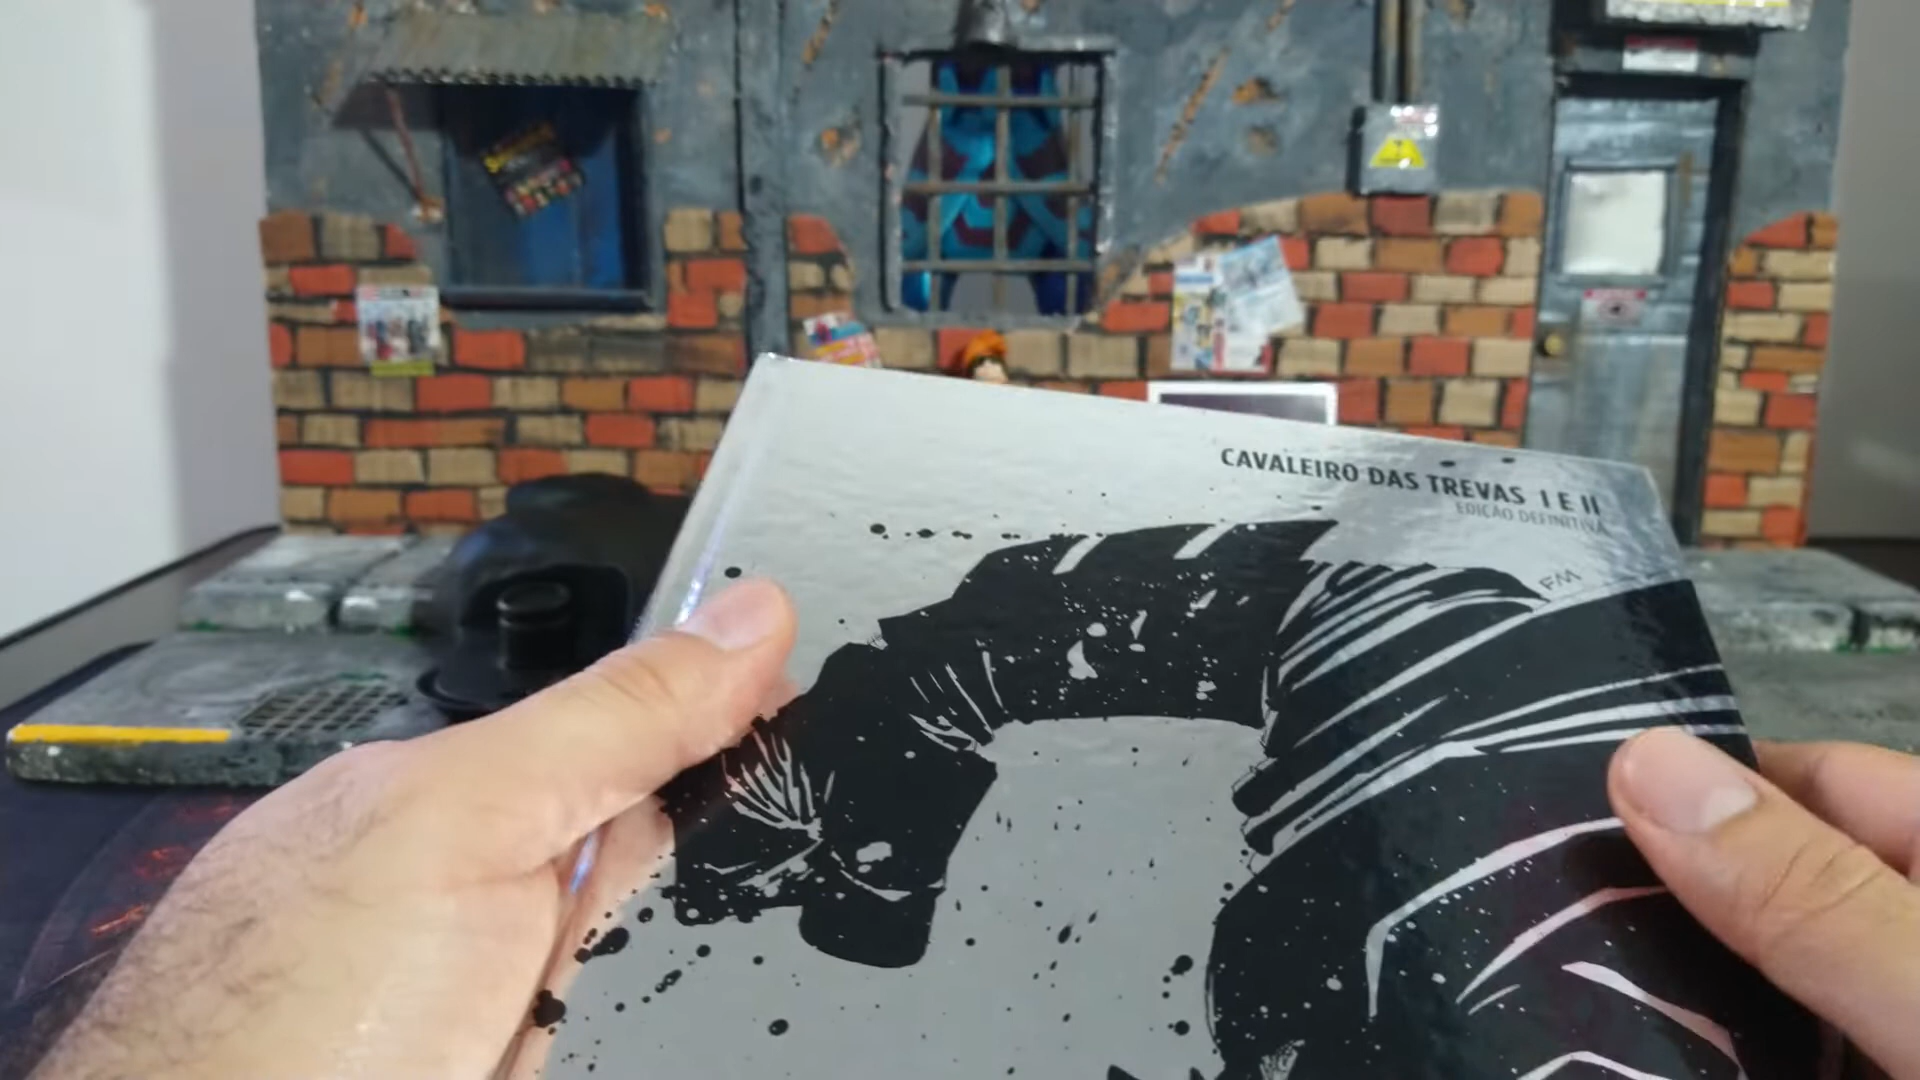 CAVALEIRO DAS TREVAS I E II
EDIÇÃO DEFINITIVA
FM